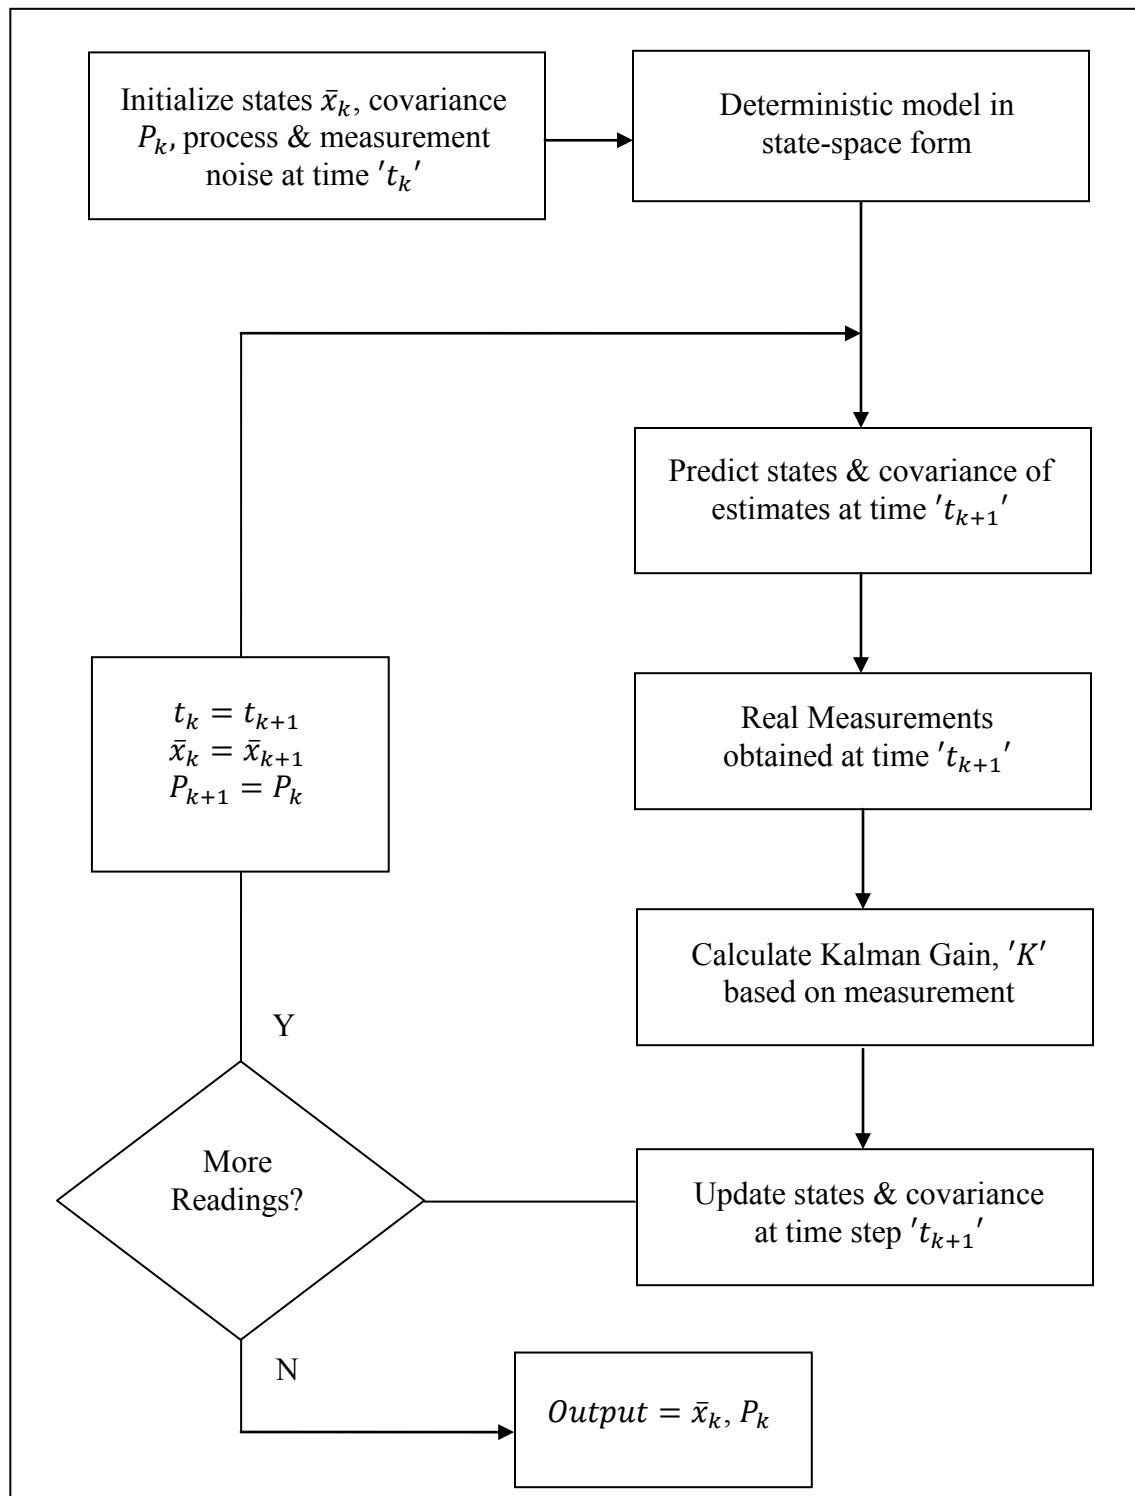 Initialize states x̄ₖ, covariance
Pₖ, process & measurement
noise at time 'tₖ'
Deterministic model in
state-space form
Predict states & covariance of
estimates at time 'tₖ₊₁'
Real Measurements
obtained at time 'tₖ₊₁'
Calculate Kalman Gain, 'K'
based on measurement
Update states & covariance
at time step 'tₖ₊₁'
More
Readings?
Y
tₖ = tₖ₊₁
x̄ₖ = x̄ₖ₊₁
Pₖ₊₁ = Pₖ
N
Output = x̄ₖ, Pₖ